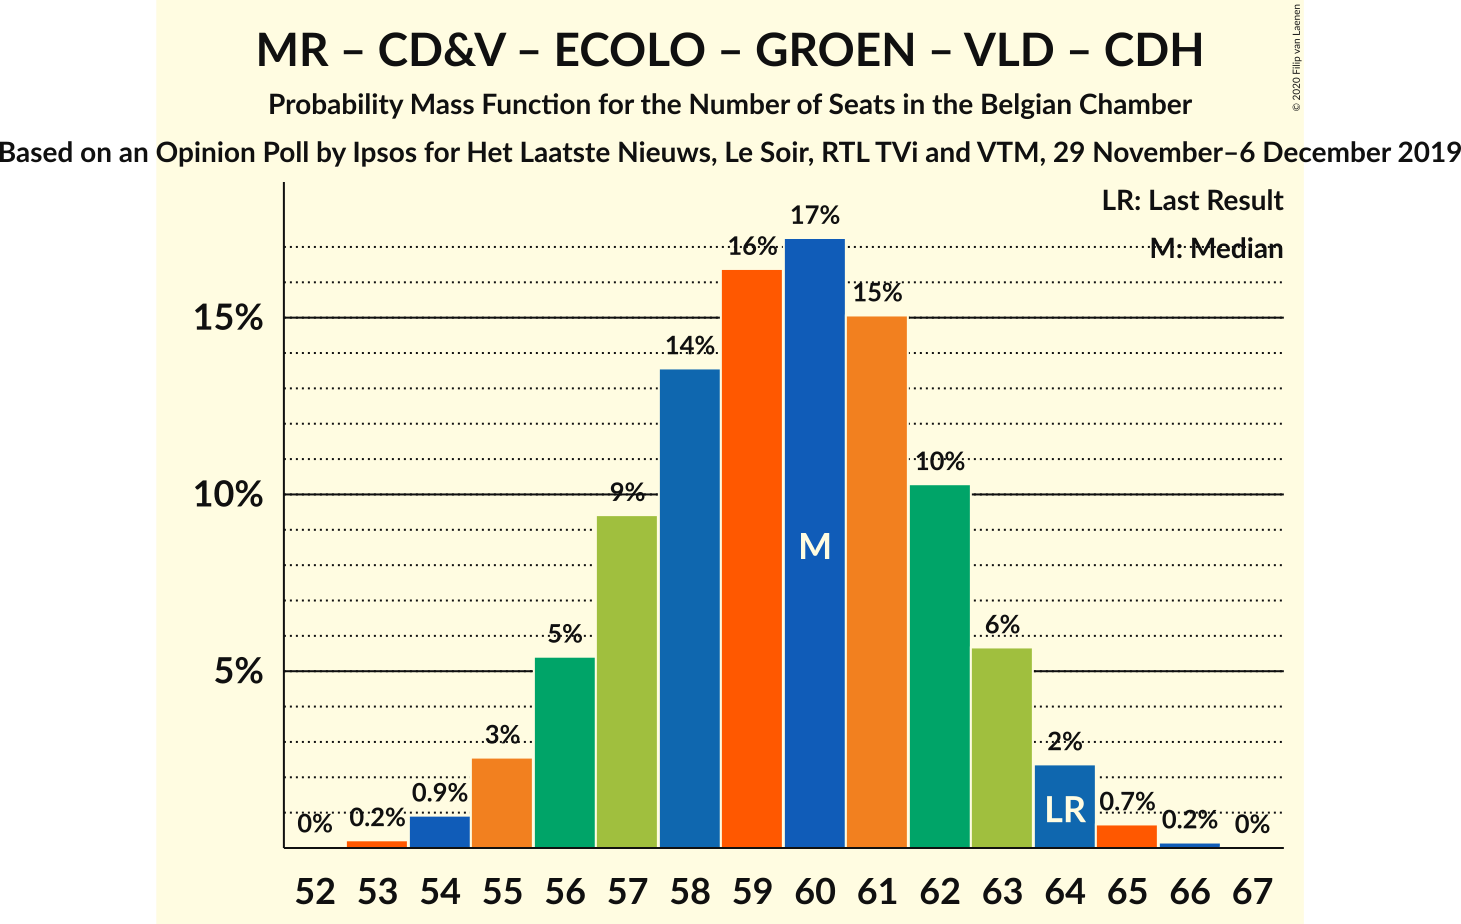 MR – CD&V – ECOLO – GROEN – VLD – CDH
Probability Mass Function for the Number of Seats in the Belgian Chamber
Based on an Opinion Poll by Ipsos for Het Laatste Nieuws, Le Soir, RTL TVi and VTM, 29 November–6 December 2019
© 2020 Filip van Laenen
LR: Last Result
M: Median
15%
10%
5%
0%
0.2%
0.9%
3%
5%
9%
14%
16%
17%
15%
10%
6%
2%
0.7%
0.2%
0%
M
LR
52 53 54 55 56 57 58 59 60 61 62 63 64 65 66 67